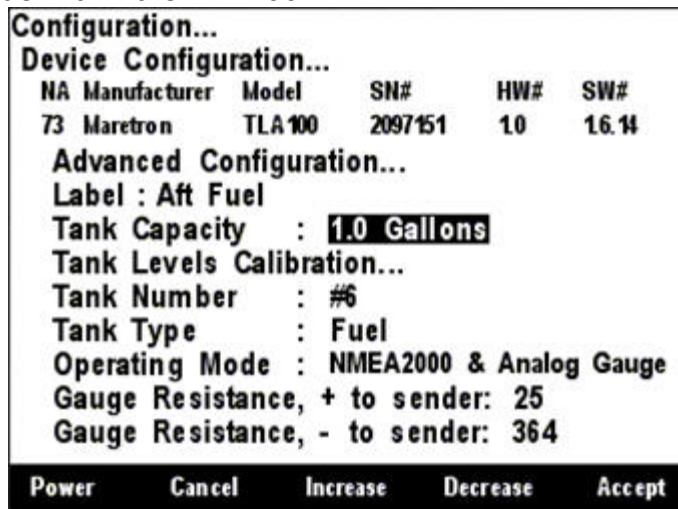 Configuration...
Device Configuration...
NA Manufacturer Model SN# HW# SW#
73 Maretron TLA100 2097151 1.0 1.6.14
Advanced Configuration...
Label : Aft Fuel
Tank Capacity : 1.0 Gallons
Tank Levels Calibration...
Tank Number : #6
Tank Type : Fuel
Operating Mode : NMEA2000 & Analog Gauge
Gauge Resistance, + to sender: 25
Gauge Resistance, - to sender: 364
Power Cancel Increase Decrease Accept